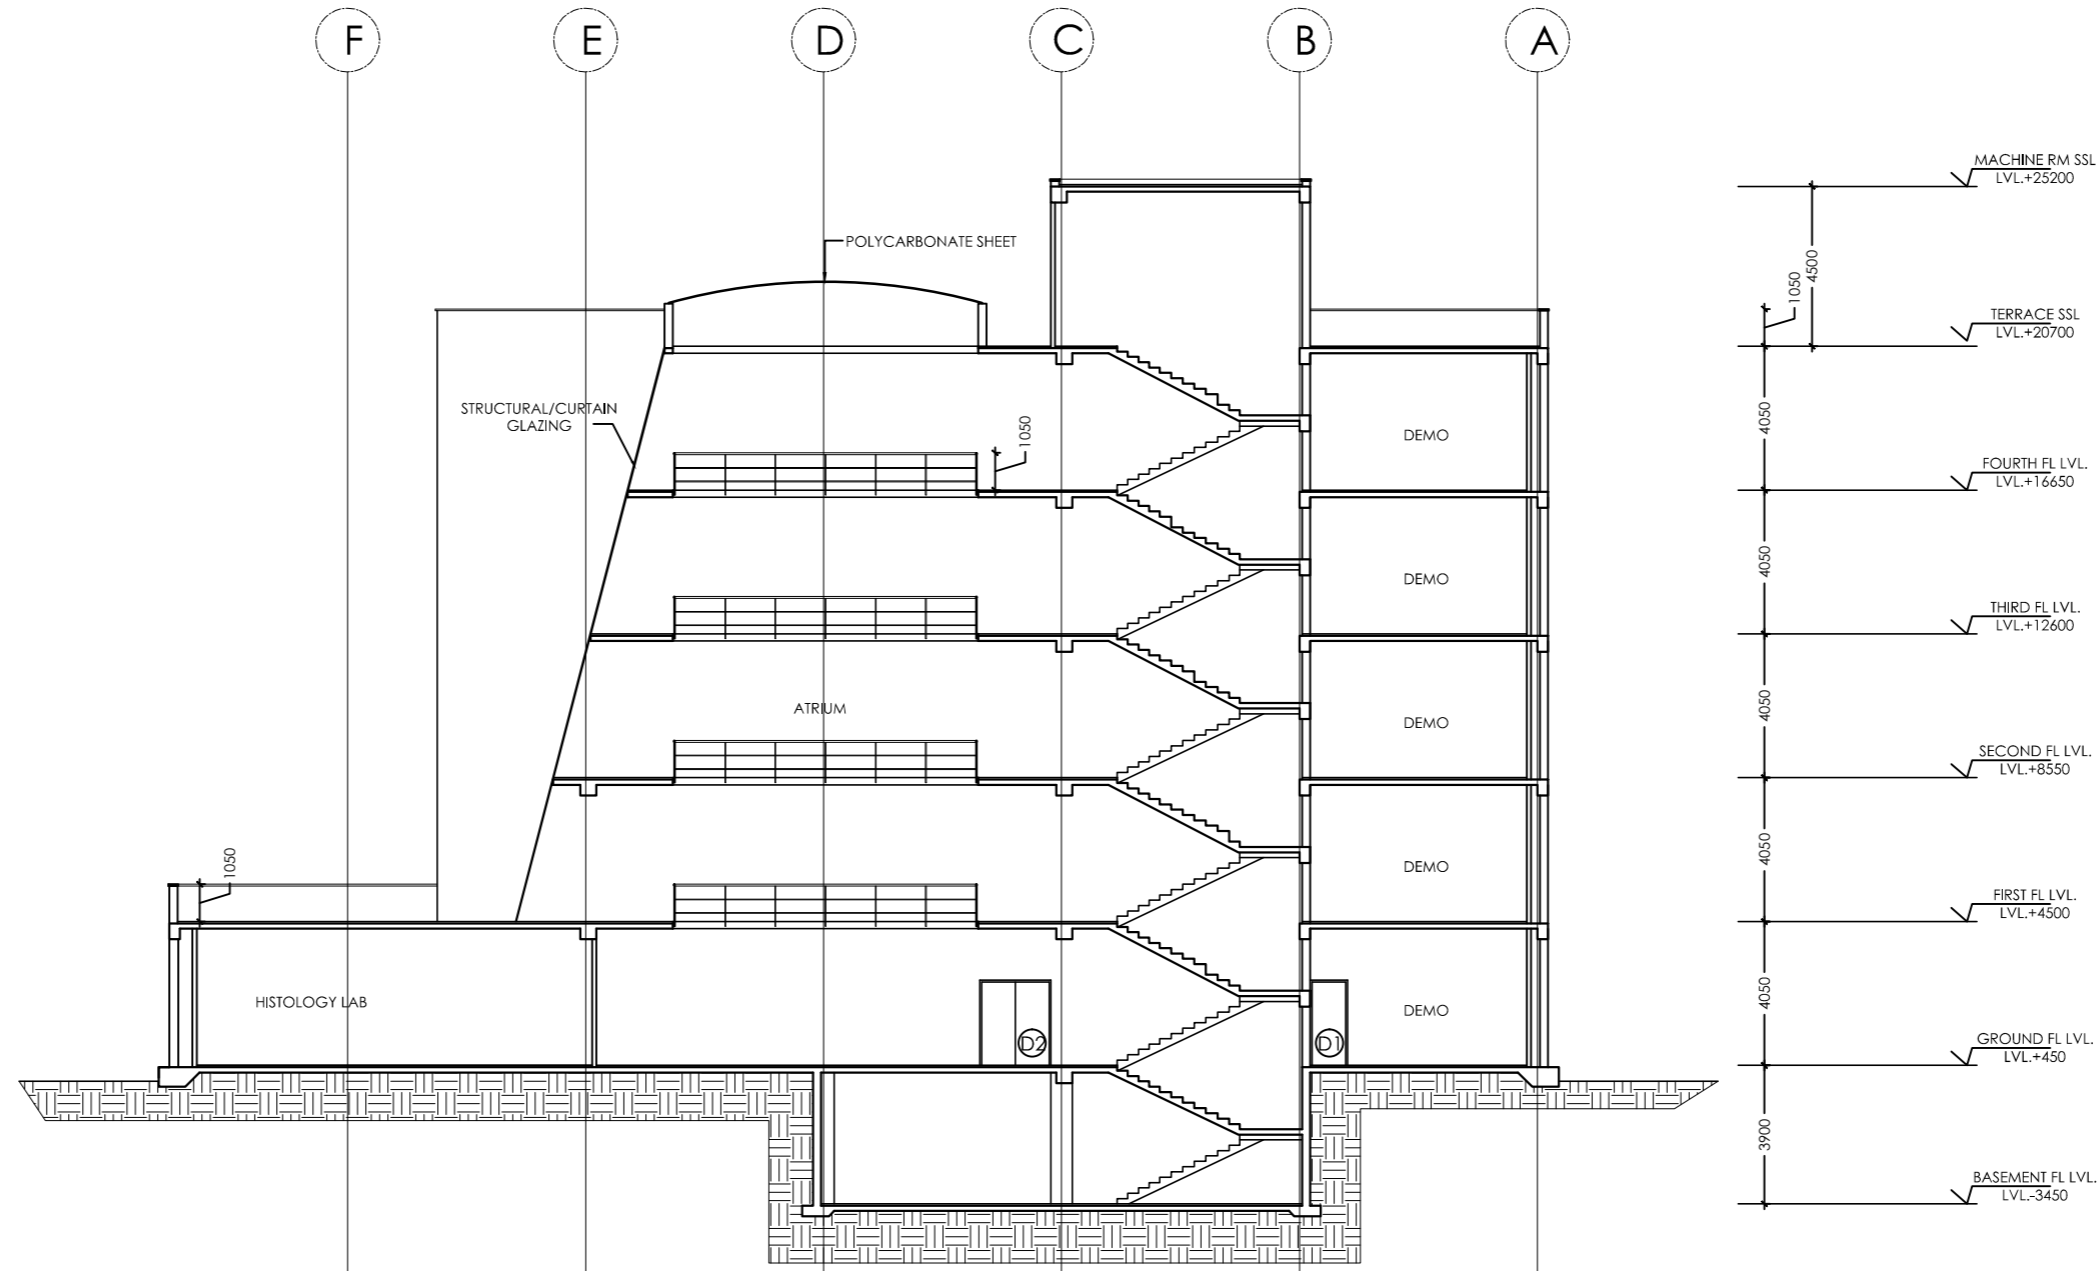 F
E
D
C
B
A
MACHINE RM SSL
LVL.+25200
POLYCARBONATE SHEET
4500
1050
TERRACE SSL
LVL.+20700
STRUCTURAL/CURTAIN
GLAZING
1050
DEMO
4050
FOURTH FL LVL.
LVL.+16650
DEMO
4050
THIRD FL LVL.
LVL.+12600
ATRIUM
DEMO
4050
SECOND FL LVL.
LVL.+8550
1050
DEMO
4050
FIRST FL LVL.
LVL.+4500
HISTOLOGY LAB
D2
D1
DEMO
4050
GROUND FL LVL.
LVL.+450
3900
BASEMENT FL LVL.
LVL.-3450